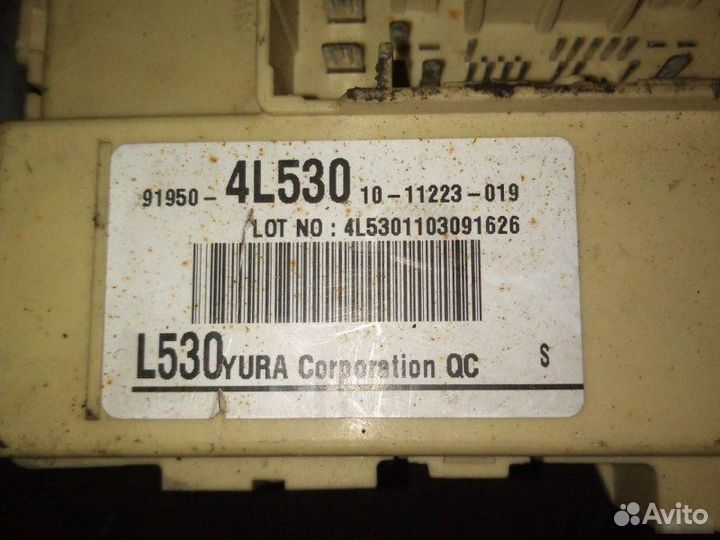 91950- 4L530 10-11223-019
LOT NO : 4L5301103091626
L530 YURA Corporation QC S
Avito